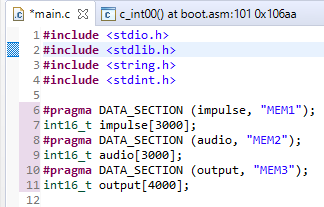 *main.c
c_int00() at boot.asm:101 0x106aa
1 #include <stdio.h>
2 #include <stdlib.h>
3 #include <string.h>
4 #include <stdint.h>
5
6 #pragma DATA_SECTION (impulse, "MEM1");
7 int16_t impulse[3000];
8 #pragma DATA_SECTION (audio, "MEM2");
9 int16_t audio[3000];
10 #pragma DATA_SECTION (output, "MEM3");
11 int16_t output[4000];
12